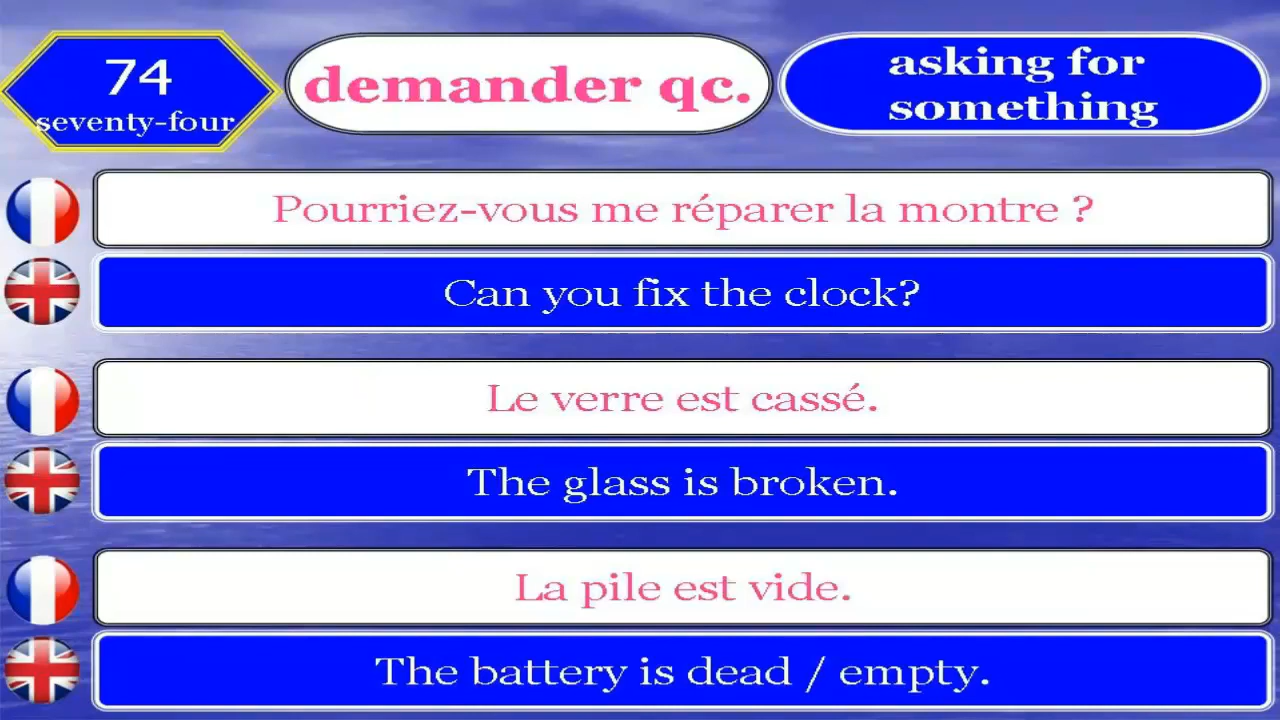 74
seventy-four
demander qc.
asking for
something
Pourriez-vous me réparer la montre ?
Can you fix the clock?
Le verre est cassé.
The glass is broken.
La pile est vide.
The battery is dead / empty.